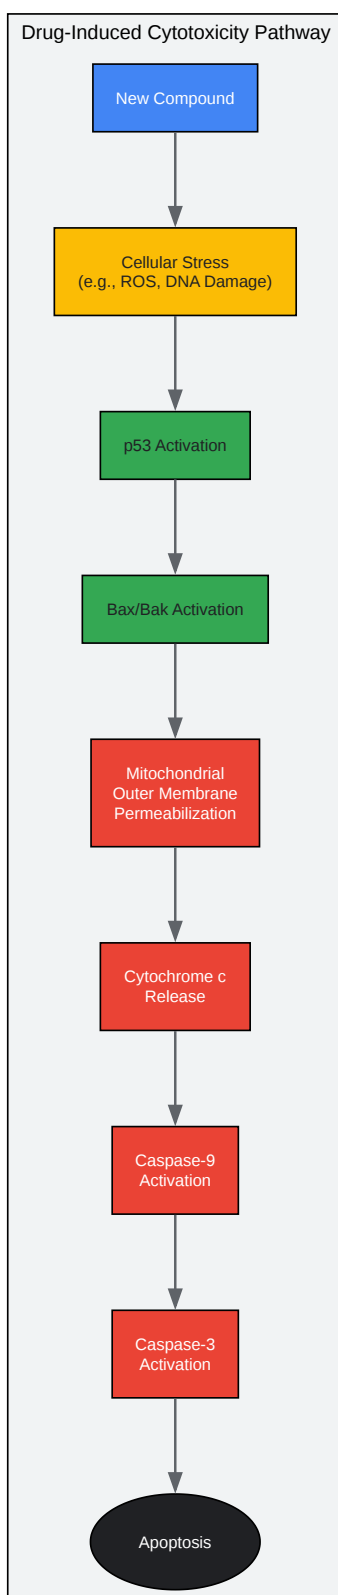 Drug-Induced Cytotoxicity Pathway
New Compound
Cellular Stress
(e.g., ROS, DNA Damage)
p53 Activation
Bax/Bak Activation
Mitochondrial
Outer Membrane
Permeabilization
Cytochrome c
Release
Caspase-9
Activation
Caspase-3
Activation
Apoptosis